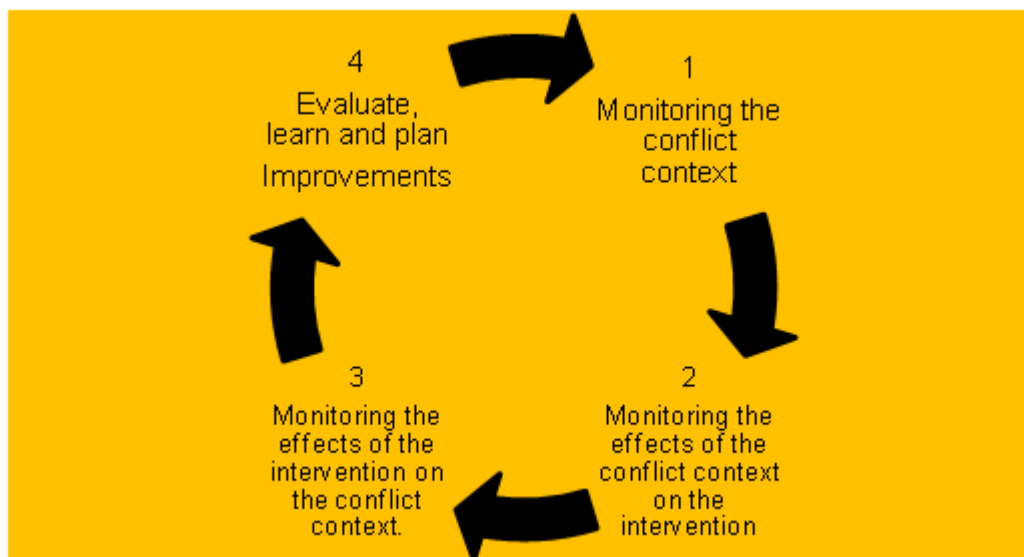 1
Monitoring the
conflict
context
2
Monitoring the
effects of the
conflict context
on the
intervention
3
Monitoring the
effects of the
intervention on
the conflict
context.
4
Evaluate,
learn and plan
Improvements